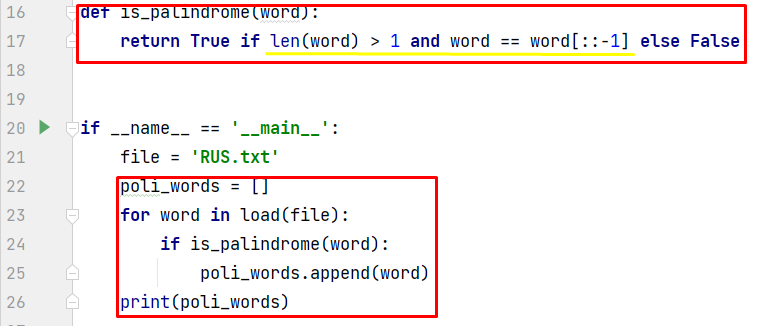 16 def is_palindrome(word):
17 return True if len(word) > 1 and word == word[::-1] else False
18
19
20 if __name__ == '__main__':
21 file = 'RUS.txt'
22 poli_words = []
23 for word in load(file):
24 if is_palindrome(word):
25 poli_words.append(word)
26 print(poli_words)